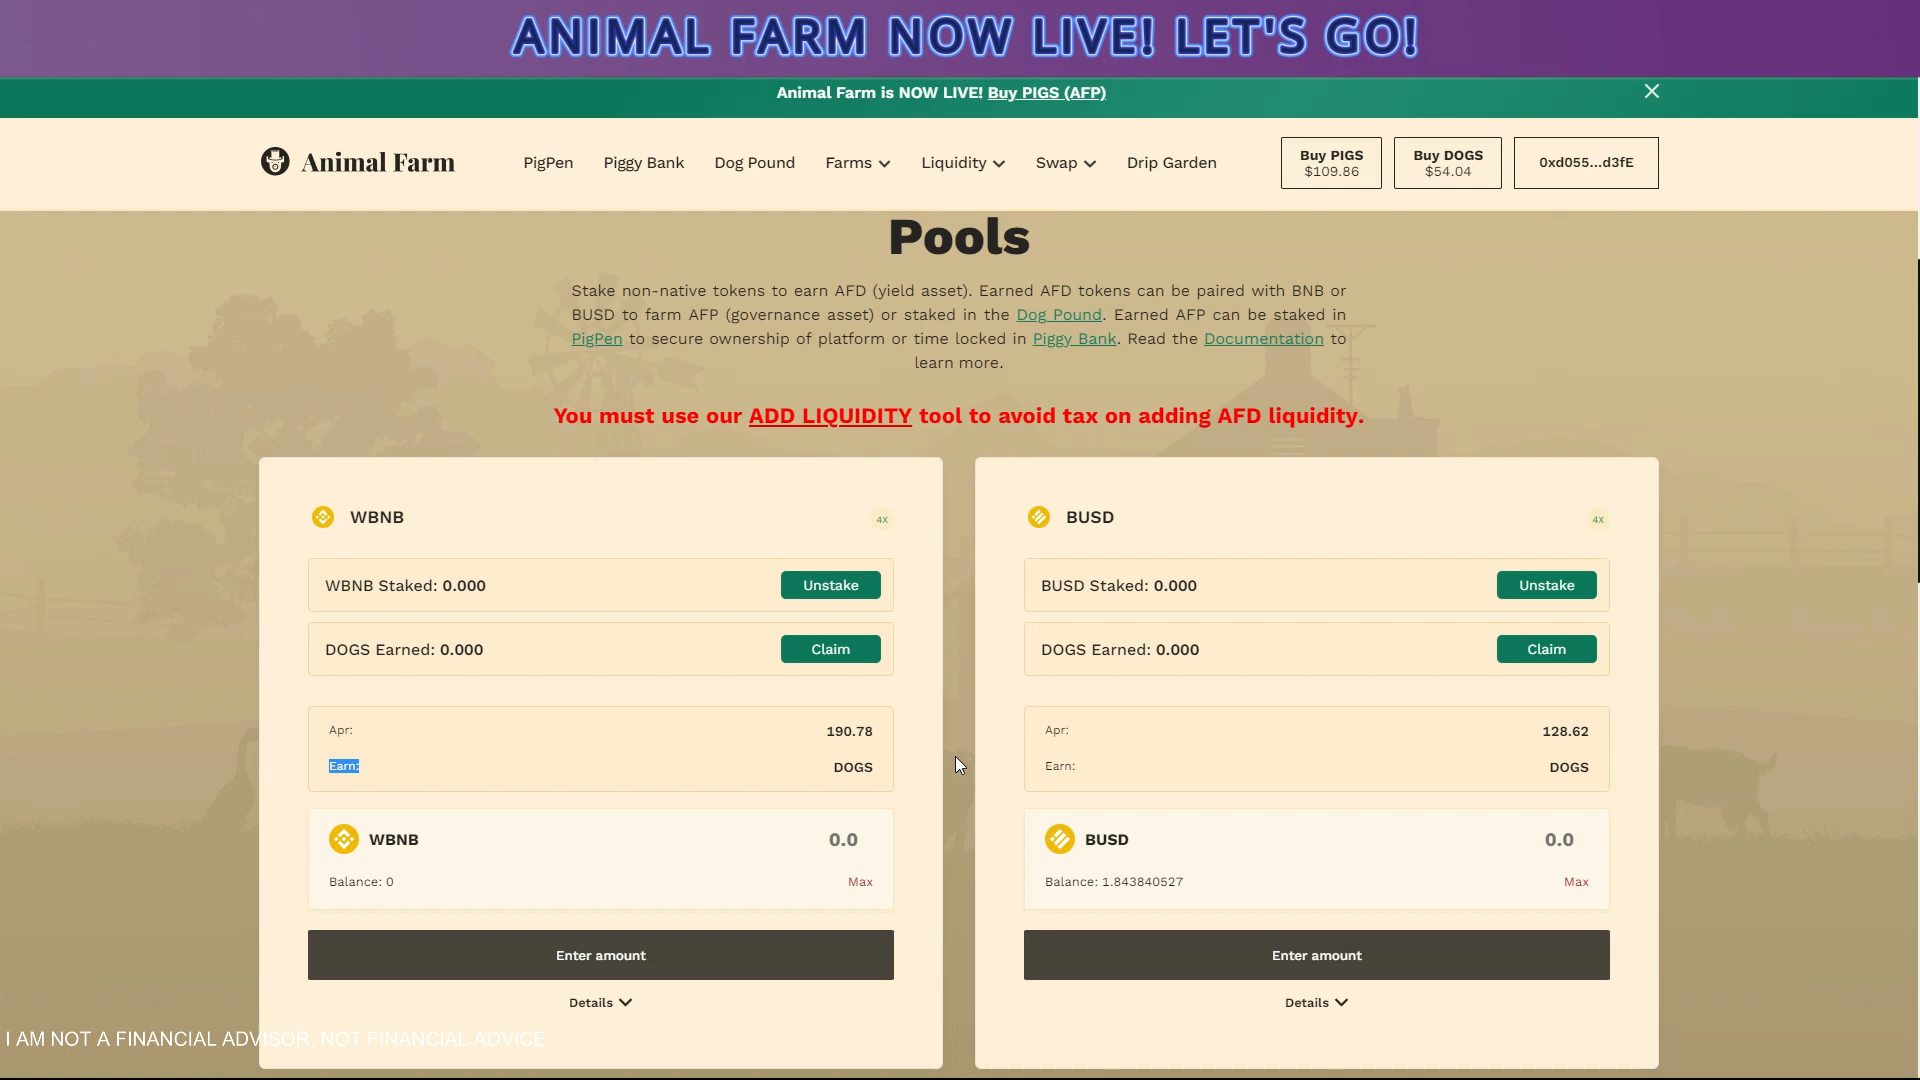 ANIMAL FARM NOW LIVE! LET'S GO!
Animal Farm is NOW LIVE! Buy PIGS (AFP)
Animal Farm
PigPen
Piggy Bank
Dog Pound
Farms
Liquidity
Swap
Drip Garden
Buy PIGS
$109.86
Buy DOGS
$54.04
0xd055...d3fE
Pools
Stake non-native tokens to earn AFD (yield asset). Earned AFD tokens can be paired with BNB or
BUSD to farm AFP (governance asset) or staked in the Dog Pound. Earned AFP can be staked in
PigPen to secure ownership of platform or time locked in Piggy Bank. Read the Documentation to
learn more.
You must use our ADD LIQUIDITY tool to avoid tax on adding AFD liquidity.
WBNB
4X
WBNB Staked: 0.000
Unstake
DOGS Earned: 0.000
Claim
Apr:
190.78
Earn:
DOGS
WBNB
0.0
Balance: 0
Max
Enter amount
Details
BUSD
4X
BUSD Staked: 0.000
Unstake
DOGS Earned: 0.000
Claim
Apr:
128.62
Earn:
DOGS
BUSD
0.0
Balance: 1.843840527
Max
Enter amount
Details
I AM NOT A FINANCIAL ADVISOR, NOT FINANCIAL ADVICE